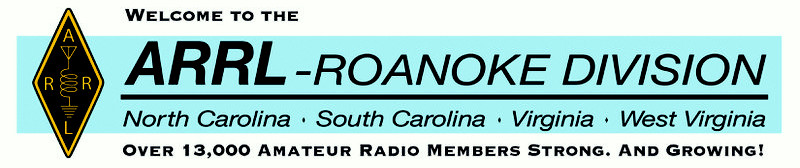 WELCOME TO THE
ARRL-ROANOKE DIVISION
North Carolina · South Carolina · Virginia · West Virginia
OVER 13,000 AMATEUR RADIO MEMBERS STRONG. AND GROWING!
A
R R
L